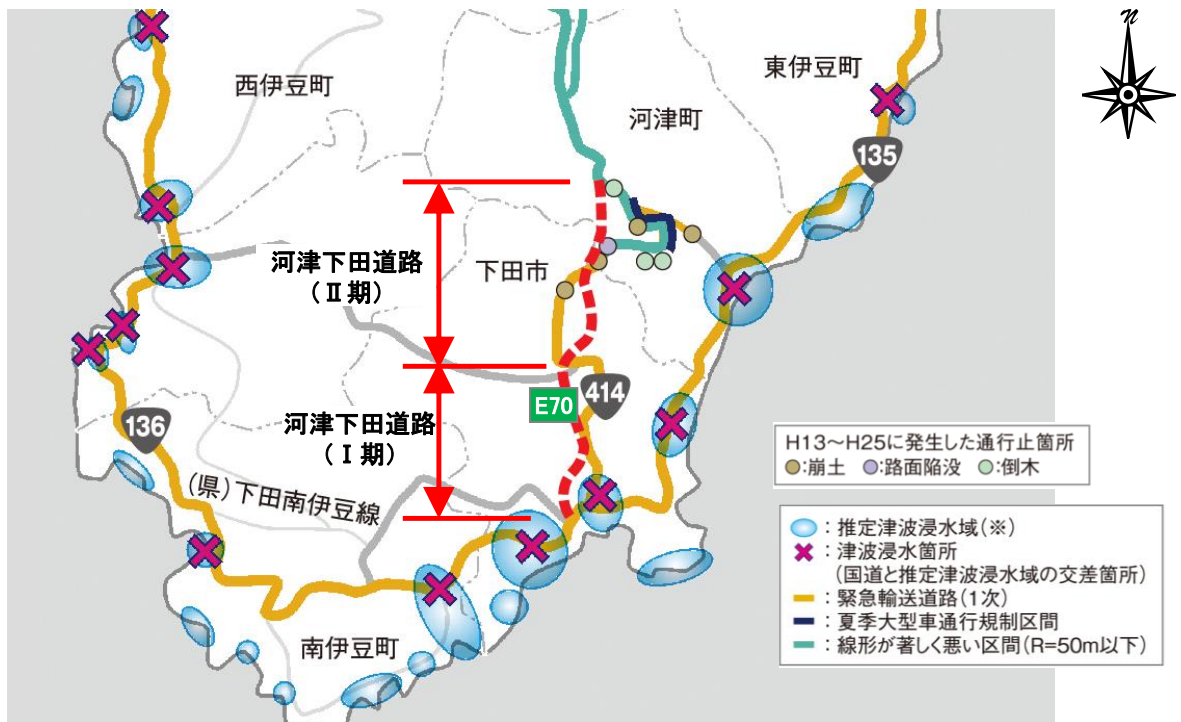 N
西伊豆町
東伊豆町
河津町
135
河津下田道路
(Ⅱ期)
下田市
E70
414
河津下田道路
(Ⅰ期)
136
(県)下田南伊豆線
南伊豆町
H13～H25に発生した通行止箇所
●:崩土 ●:路面陥没 ●:倒木
:推定津波浸水域(※)
:津波浸水箇所
(国道と推定津波浸水域の交差箇所)
:緊急輸送道路(1次)
:夏季大型車通行規制区間
:線形が著しく悪い区間(R=50m以下)